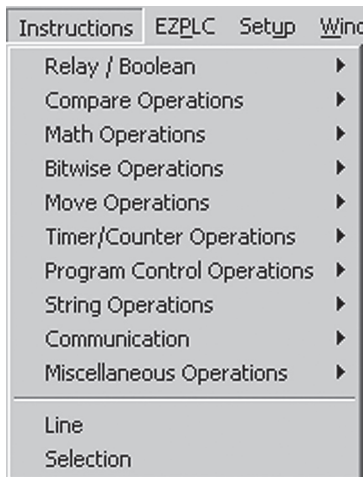 Instructions EZPLC Setup
Relay / Boolean
Compare Operations
Math Operations
Bitwise Operations
Move Operations
Timer/Counter Operations
Program Control Operations
String Operations
Communication
Miscellaneous Operations
Line
Selection